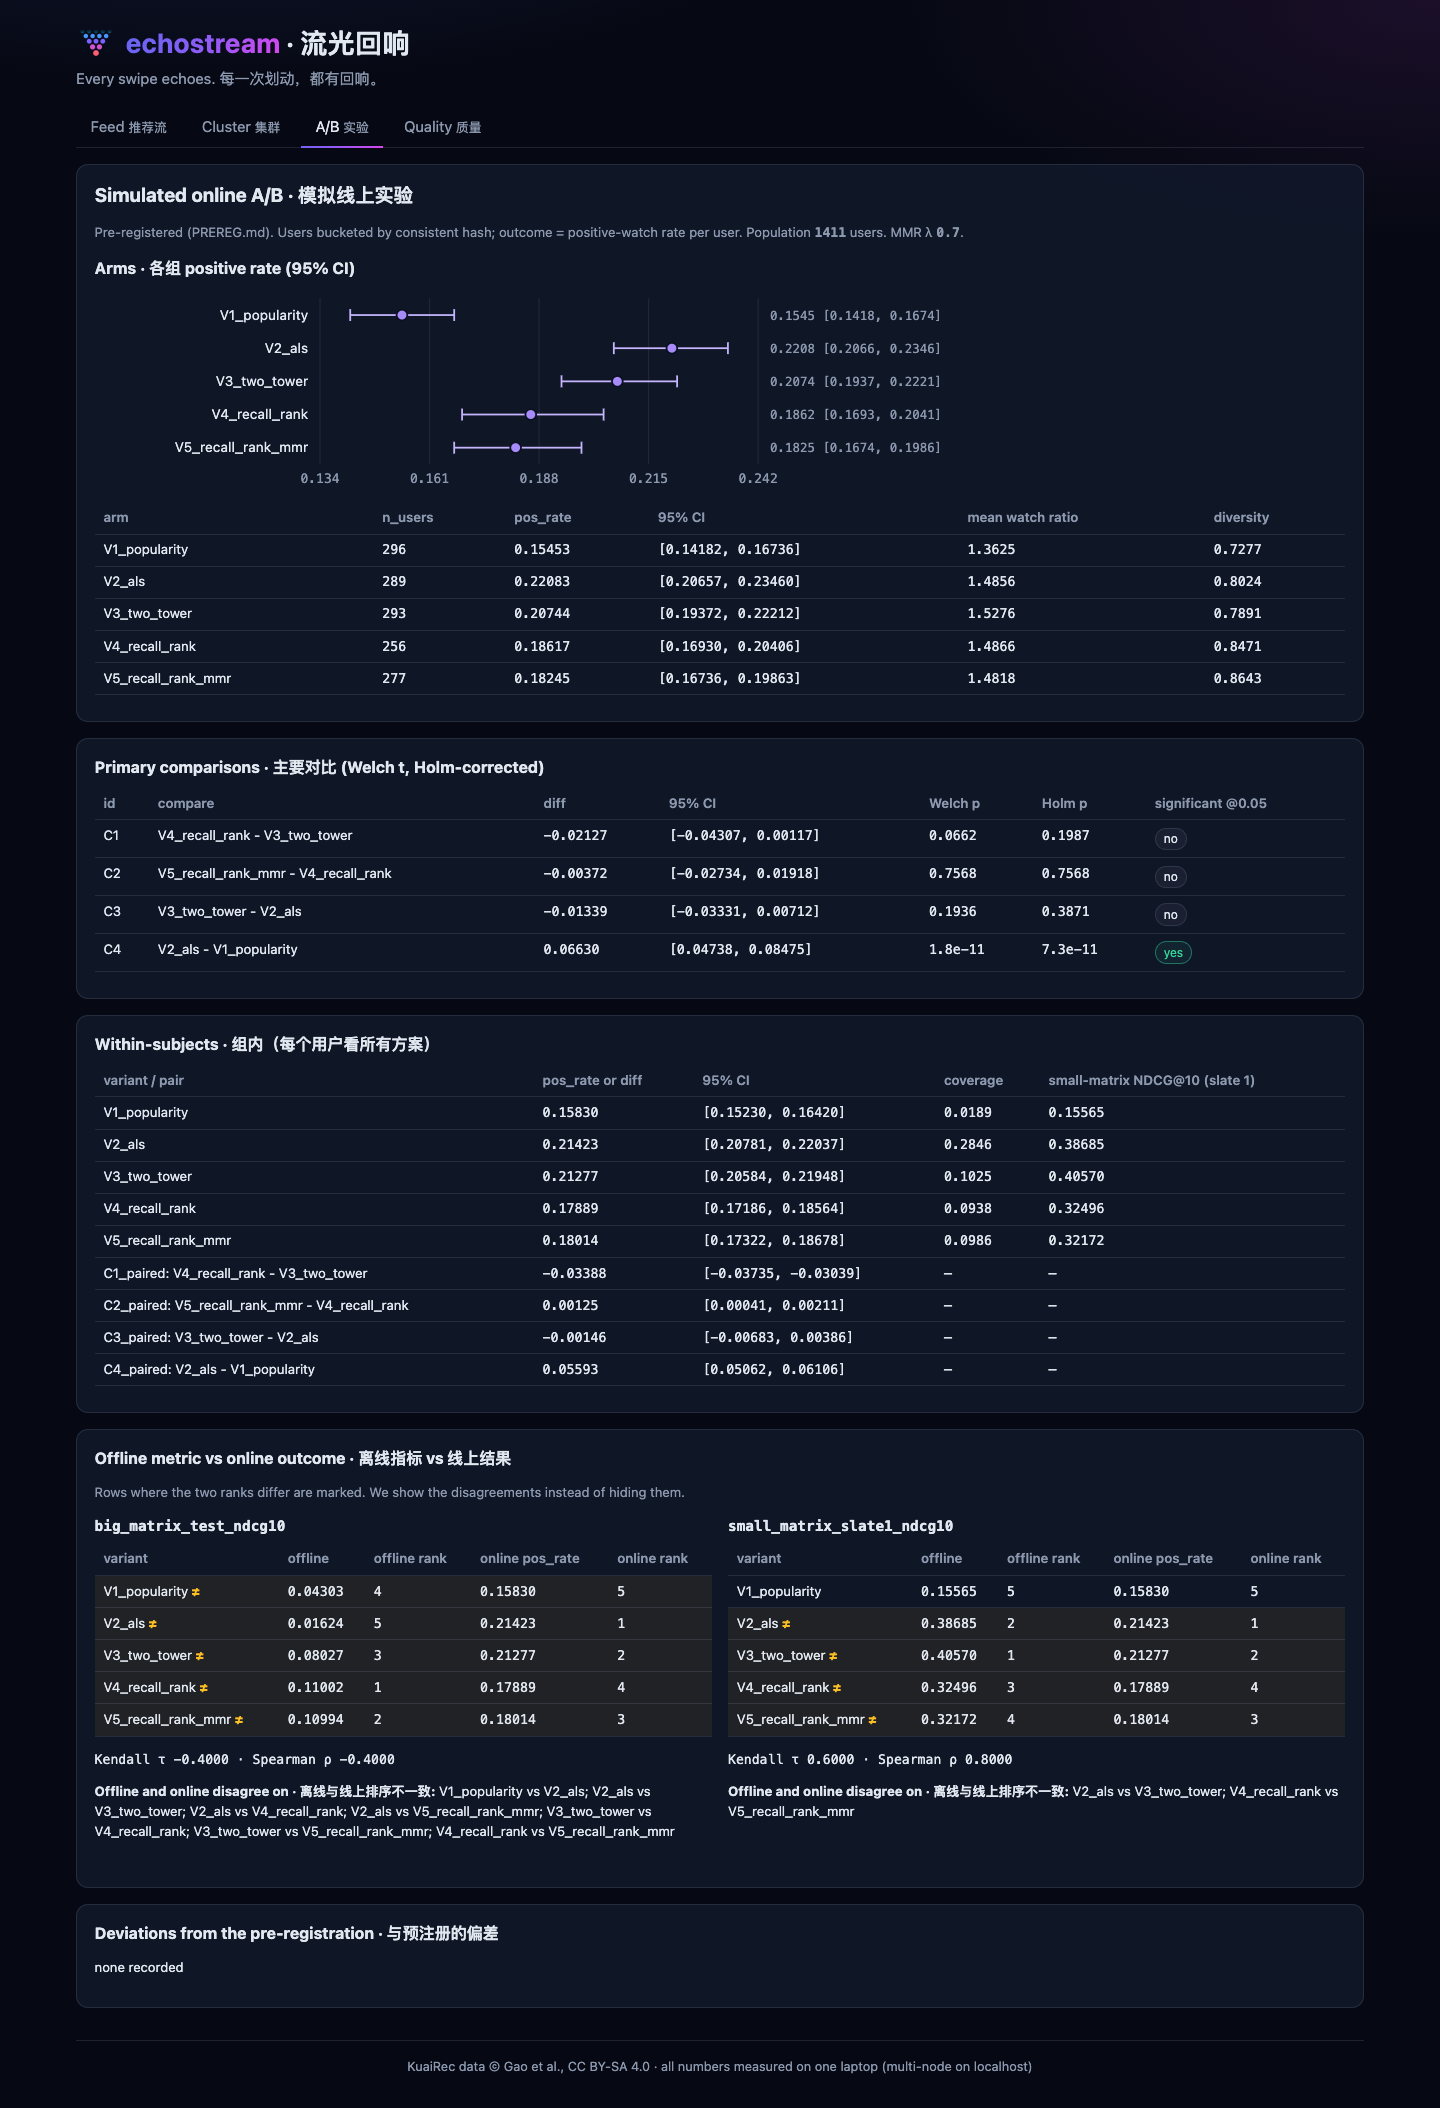 echostream · 流光回响
Every swipe echoes. 每一次划动，都有回响。
Feed 推荐流 Cluster 集群 A/B 实验 Quality 质量
Simulated online A/B · 模拟线上实验
Pre-registered (PREREG.md). Users bucketed by consistent hash; outcome = positive-watch rate per user. Population 1411 users. MMR λ 0.7.
Arms · 各组 positive rate (95% CI)
V1_popularity 0.1545 [0.1418, 0.1674]
V2_als 0.2208 [0.2066, 0.2346]
V3_two_tower 0.2074 [0.1937, 0.2221]
V4_recall_rank 0.1862 [0.1693, 0.2041]
V5_recall_rank_mmr 0.1825 [0.1674, 0.1986]
0.134 0.161 0.188 0.215 0.242
arm n_users pos_rate 95% CI mean watch ratio diversity
V1_popularity 296 0.15453 [0.14182, 0.16736] 1.3625 0.7277
V2_als 289 0.22083 [0.20657, 0.23460] 1.4856 0.8024
V3_two_tower 293 0.20744 [0.19372, 0.22212] 1.5276 0.7891
V4_recall_rank 256 0.18617 [0.16930, 0.20406] 1.4866 0.8471
V5_recall_rank_mmr 277 0.18245 [0.16736, 0.19863] 1.4818 0.8643
Primary comparisons · 主要对比 (Welch t, Holm-corrected)
id compare diff 95% CI Welch p Holm p significant @0.05
C1 V4_recall_rank - V3_two_tower −0.02127 [−0.04307, 0.00117] 0.0662 0.1987 no
C2 V5_recall_rank_mmr - V4_recall_rank −0.00372 [−0.02734, 0.01918] 0.7568 0.7568 no
C3 V3_two_tower - V2_als −0.01339 [−0.03331, 0.00712] 0.1936 0.3871 no
C4 V2_als - V1_popularity 0.06630 [0.04738, 0.08475] 1.8e−11 7.3e−11 yes
Within-subjects · 组内（每个用户看所有方案）
variant / pair pos_rate or diff 95% CI coverage small-matrix NDCG@10 (slate 1)
V1_popularity 0.15830 [0.15230, 0.16420] 0.0189 0.15565
V2_als 0.21423 [0.20781, 0.22037] 0.2846 0.38685
V3_two_tower 0.21277 [0.20584, 0.21948] 0.1025 0.40570
V4_recall_rank 0.17889 [0.17186, 0.18564] 0.0938 0.32496
V5_recall_rank_mmr 0.18014 [0.17322, 0.18678] 0.0986 0.32172
C1_paired: V4_recall_rank - V3_two_tower −0.03388 [−0.03735, −0.03039] — —
C2_paired: V5_recall_rank_mmr - V4_recall_rank 0.00125 [0.00041, 0.00211] — —
C3_paired: V3_two_tower - V2_als −0.00146 [−0.00683, 0.00386] — —
C4_paired: V2_als - V1_popularity 0.05593 [0.05062, 0.06106] — —
Offline metric vs online outcome · 离线指标 vs 线上结果
Rows where the two ranks differ are marked. We show the disagreements instead of hiding them.
big_matrix_test_ndcg10
variant offline offline rank online pos_rate online rank
V1_popularity ≠ 0.04303 4 0.15830 5
V2_als ≠ 0.01624 5 0.21423 1
V3_two_tower ≠ 0.08027 3 0.21277 2
V4_recall_rank ≠ 0.11002 1 0.17889 4
V5_recall_rank_mmr ≠ 0.10994 2 0.18014 3
Kendall τ −0.4000 · Spearman ρ −0.4000
Offline and online disagree on · 离线与线上排序不一致: V1_popularity vs V2_als; V2_als vs
V3_two_tower; V2_als vs V4_recall_rank; V2_als vs V5_recall_rank_mmr; V3_two_tower vs
V4_recall_rank; V3_two_tower vs V5_recall_rank_mmr; V4_recall_rank vs V5_recall_rank_mmr
small_matrix_slate1_ndcg10
variant offline offline rank online pos_rate online rank
V1_popularity 0.15565 5 0.15830 5
V2_als ≠ 0.38685 2 0.21423 1
V3_two_tower ≠ 0.40570 1 0.21277 2
V4_recall_rank ≠ 0.32496 3 0.17889 4
V5_recall_rank_mmr ≠ 0.32172 4 0.18014 3
Kendall τ 0.6000 · Spearman ρ 0.8000
Offline and online disagree on · 离线与线上排序不一致: V2_als vs V3_two_tower; V4_recall_rank vs
V5_recall_rank_mmr
Deviations from the pre-registration · 与预注册的偏差
none recorded
KuaiRec data © Gao et al., CC BY-SA 4.0 · all numbers measured on one laptop (multi-node on localhost)